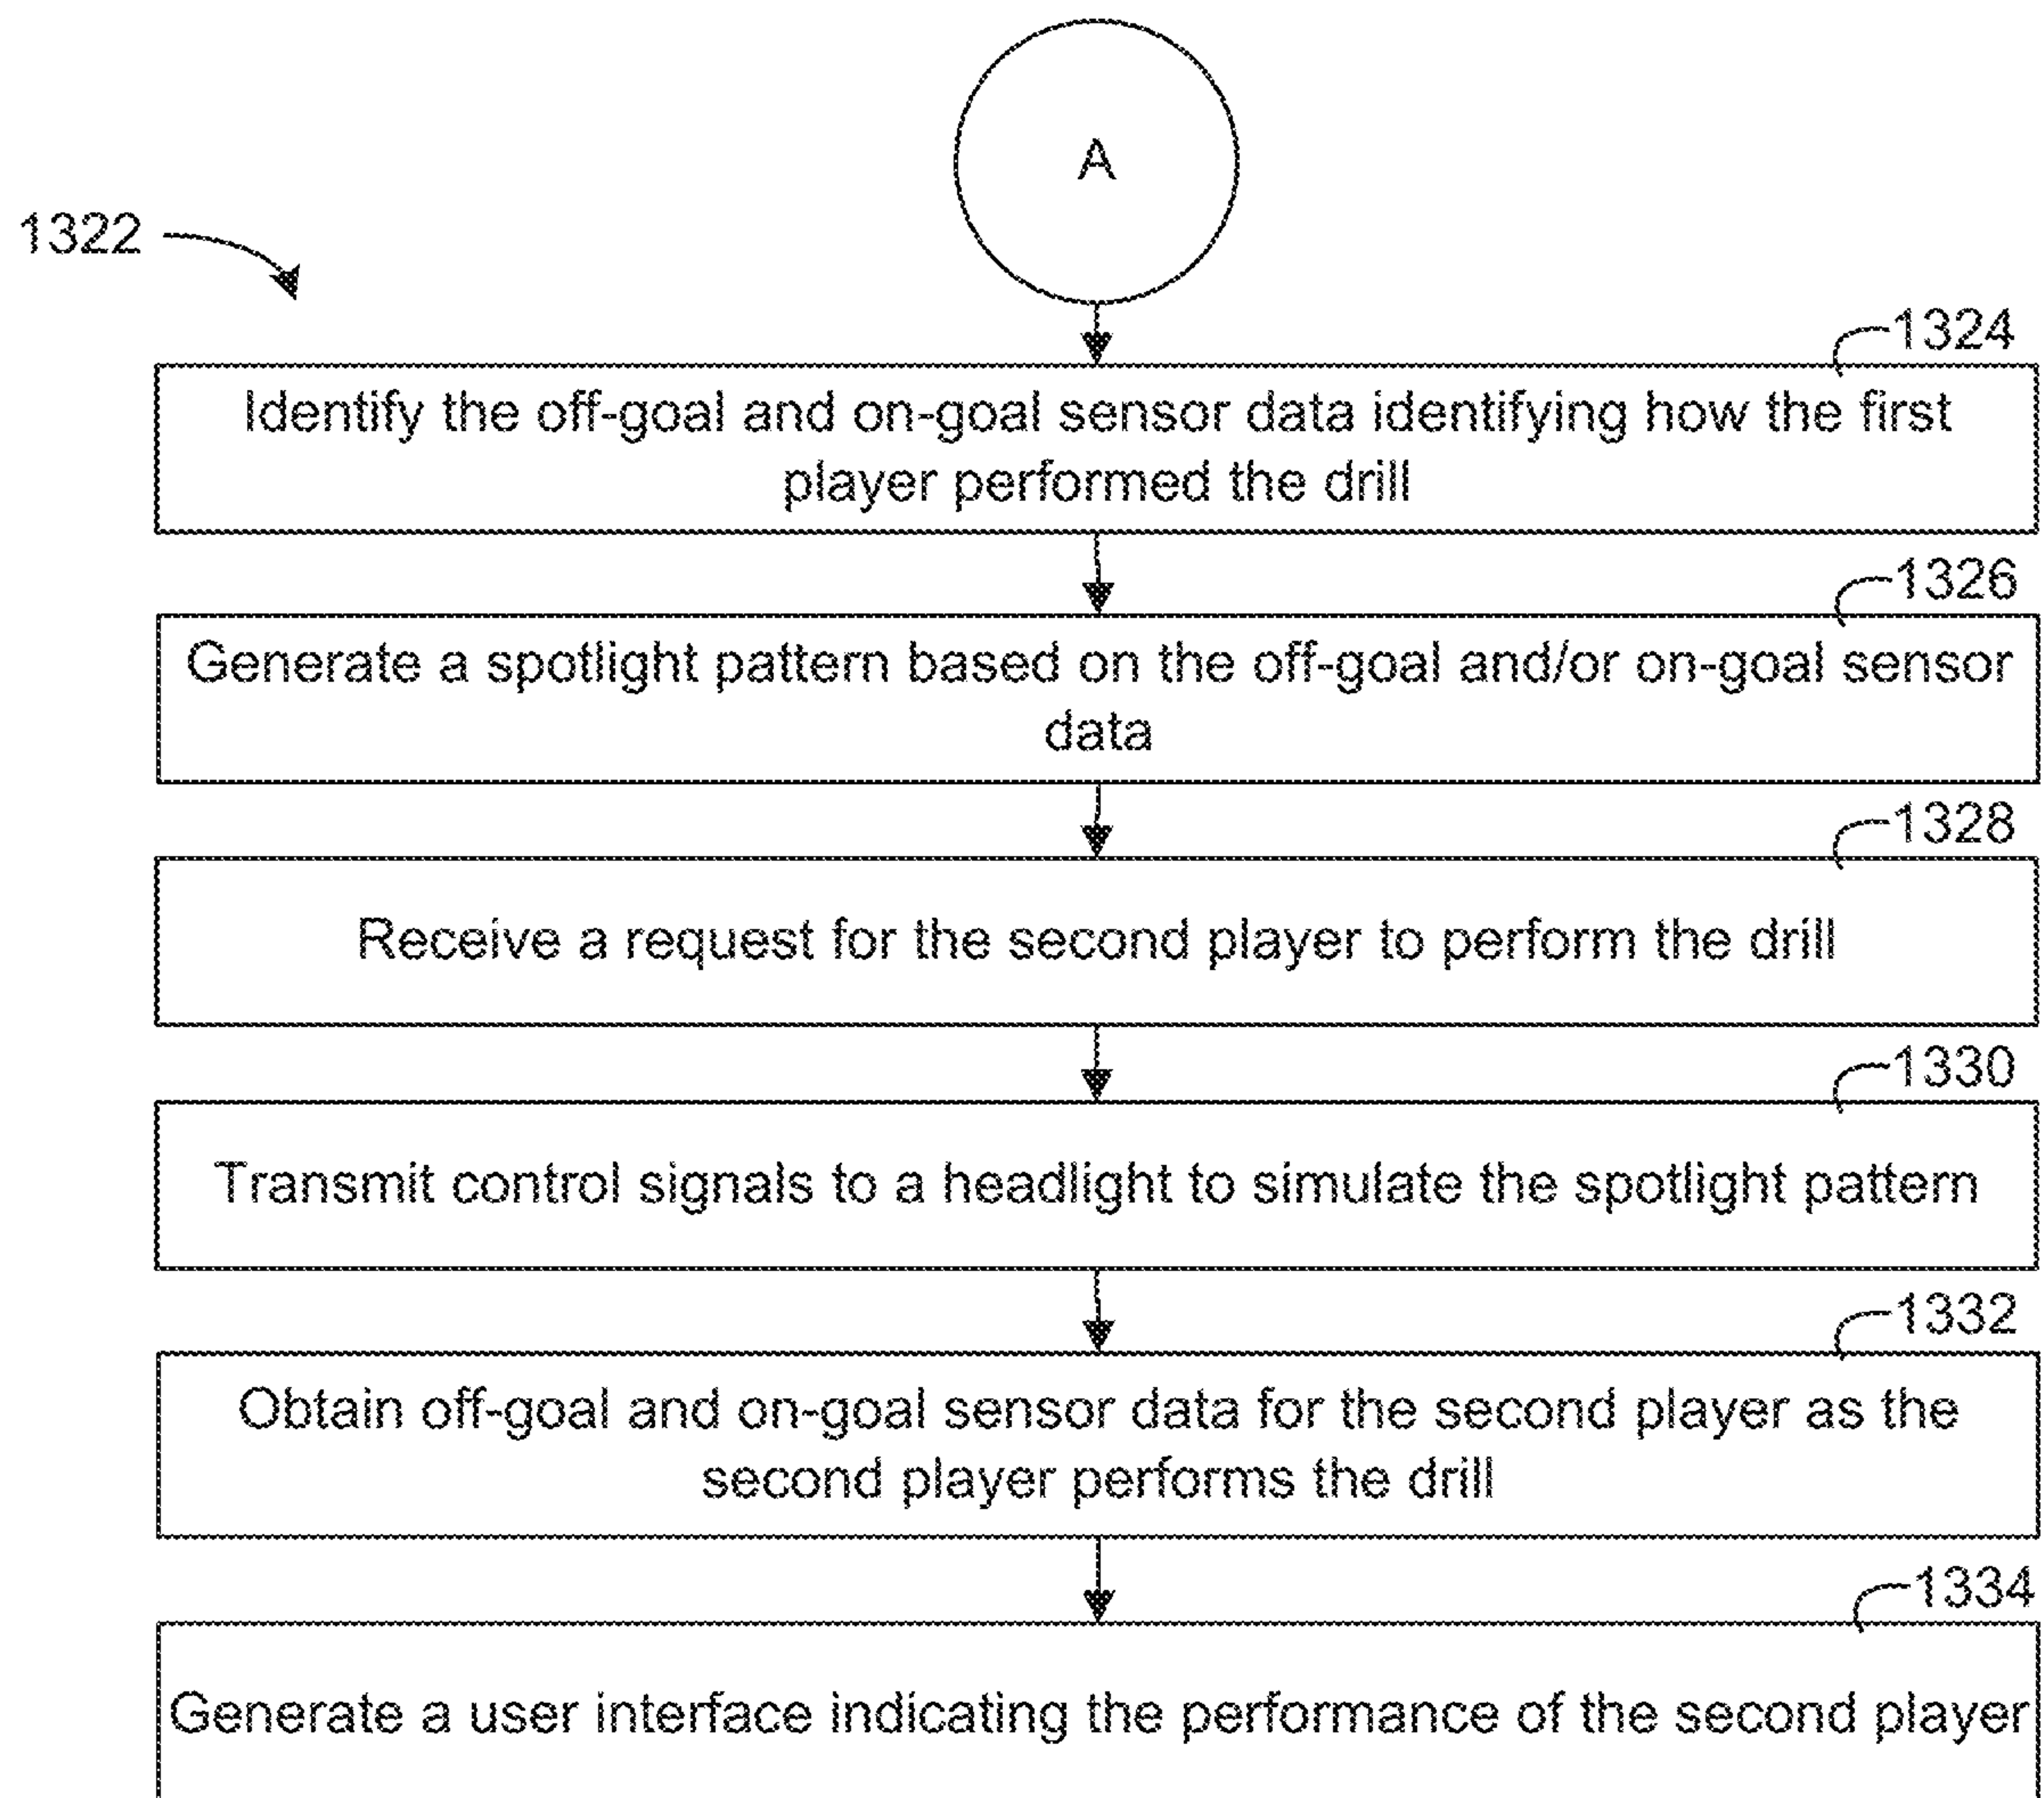 A
1322
1324
Identify the off-goal and on-goal sensor data identifying how the first
player performed the drill
1326
Generate a spotlight pattern based on the off-goal and/or on-goal sensor
data
1328
Receive a request for the second player to perform the drill
1330
Transmit control signals to a headlight to simulate the spotlight pattern
1332
Obtain off-goal and on-goal sensor data for the second player as the
second player performs the drill
1334
Generate a user interface indicating the performance of the second player